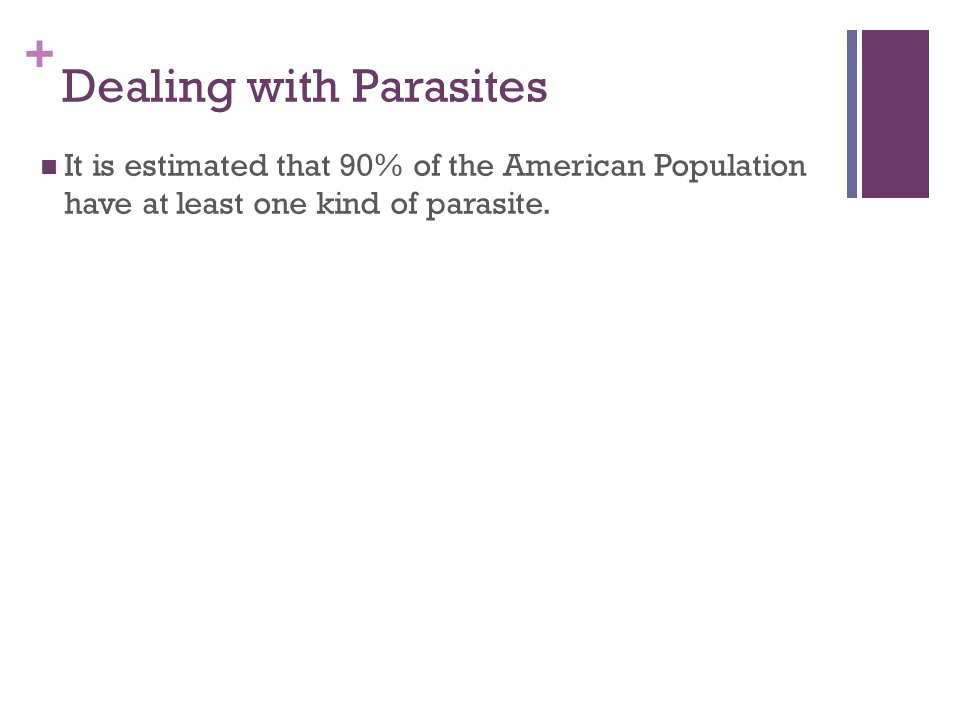 +
Dealing with Parasites
■ It is estimated that 90% of the American Population
have at least one kind of parasite.